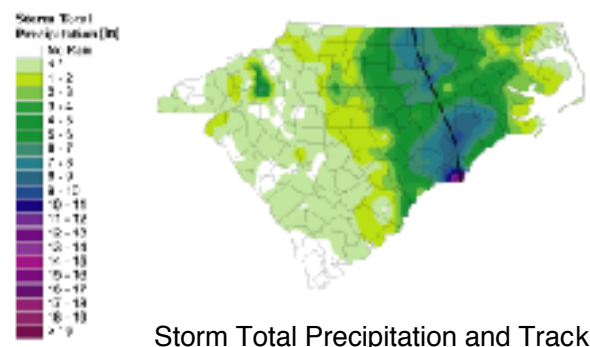 Storm Total
Precipitation [in]
No Rain
< 1
1 - 2
2 - 3
3 - 4
4 - 5
5 - 6
6 - 7
7 - 8
8 - 9
9 - 10
10 - 11
11 - 12
12 - 13
13 - 14
14 - 15
15 - 16
16 - 17
17 - 18
18 - 19
> 19
Storm Total Precipitation and Track